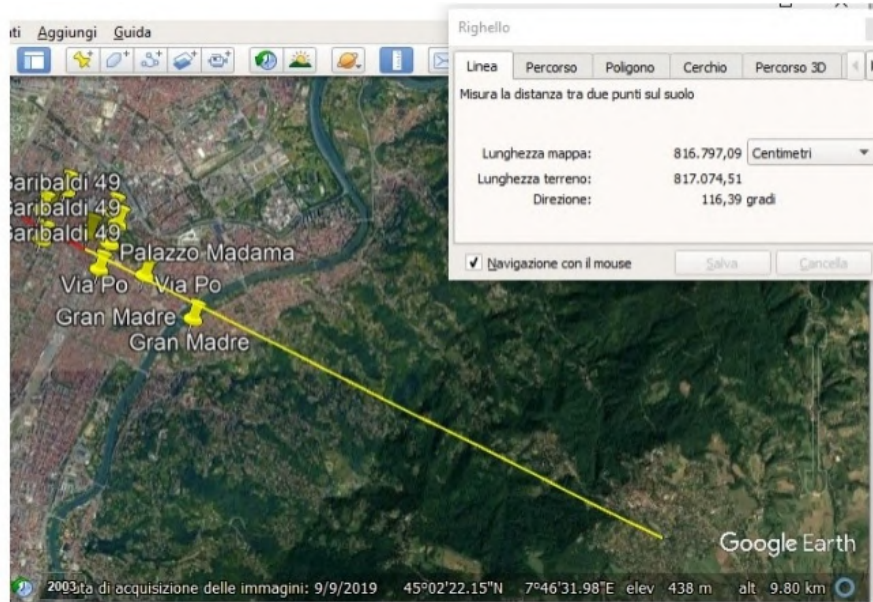 ti Aggiungi Guida
Righello
Linea Percorso Poligono Cerchio Percorso 3D
Misura la distanza tra due punti sul suolo
Lunghezza mappa: 816.797,09 Centimetri
Lunghezza terreno: 817.074,51
Direzione: 116,39 gradi
Navigazione con il mouse Salva Cancella
Garibaldi 49
Garibaldi 49
Garibaldi 49
Palazzo Madama
Via Po Via Po
Gran Madre
Gran Madre
Google Earth
2003 ta di acquisizione delle immagini: 9/9/2019 45°02'22.15"N 7°46'31.98"E elev 438 m alt 9.80 km